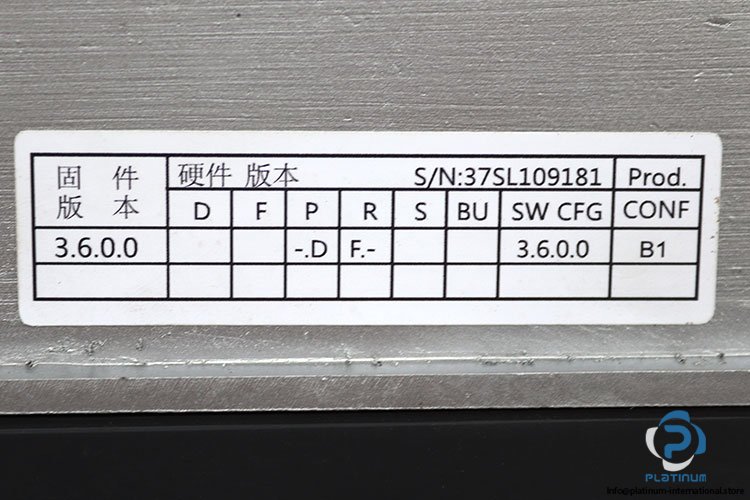 固 件 硬件 版本 S/N:37SL109181 Prod.
版 本 D F P R S BU SW CFG CONF
3.6.0.0 -.D F.- 3.6.0.0 B1
PLATINUM
info@platinum-international.store